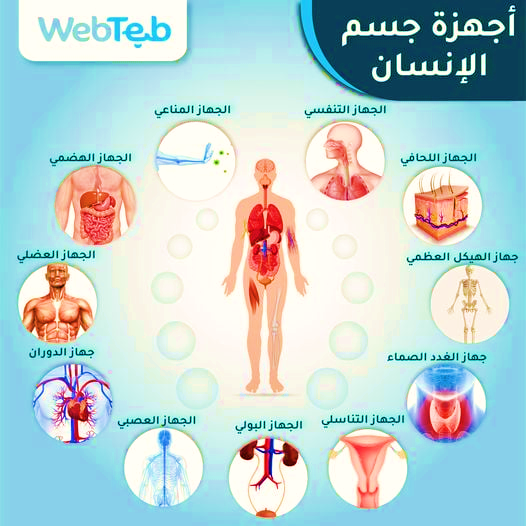 WebTeb طب
أجهزة جسم
الإنسان
الجهاز المناعي
الجهاز التنفسي
الجهاز الهضمي
الجهاز اللحافي
الجهاز العضلي
جهاز الهيكل العظمي
جهاز الدوران
جهاز الغدد الصماء
الجهاز العصبي
الجهاز البولي
الجهاز التناسلي